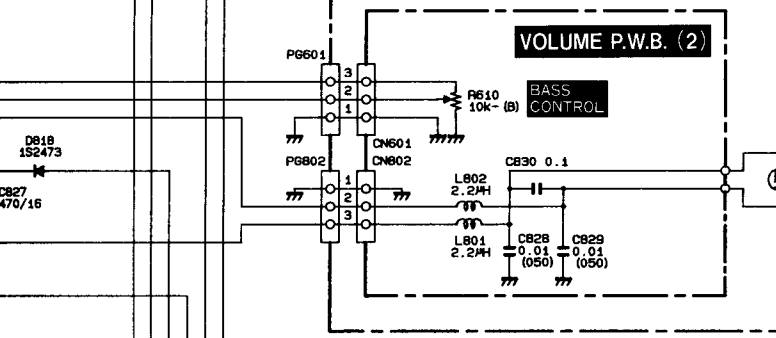 VOLUME P.W.B. (2)
PG601
3
2
1
R610
10k-(B)
BASS
CONTROL
CN601
D818
1S2473
C827
470/16
PG802
CN802
1
2
3
C830 0.1
L802
2.2μH
L801
2.2μH
C828
0.01
(050)
C829
0.01
(050)